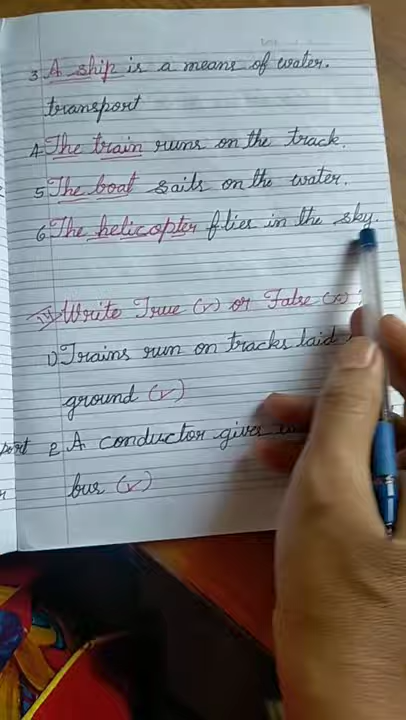 3 A ship is a means of water.
transport
4 The train runs on the track.
5 The boat sails on the water.
6 The helicopter flies in the sky.
IV Write True (✓) or False (x) :
1) Trains run on tracks laid
ground (✓)
port 2 A conductor gives
bus (✓)